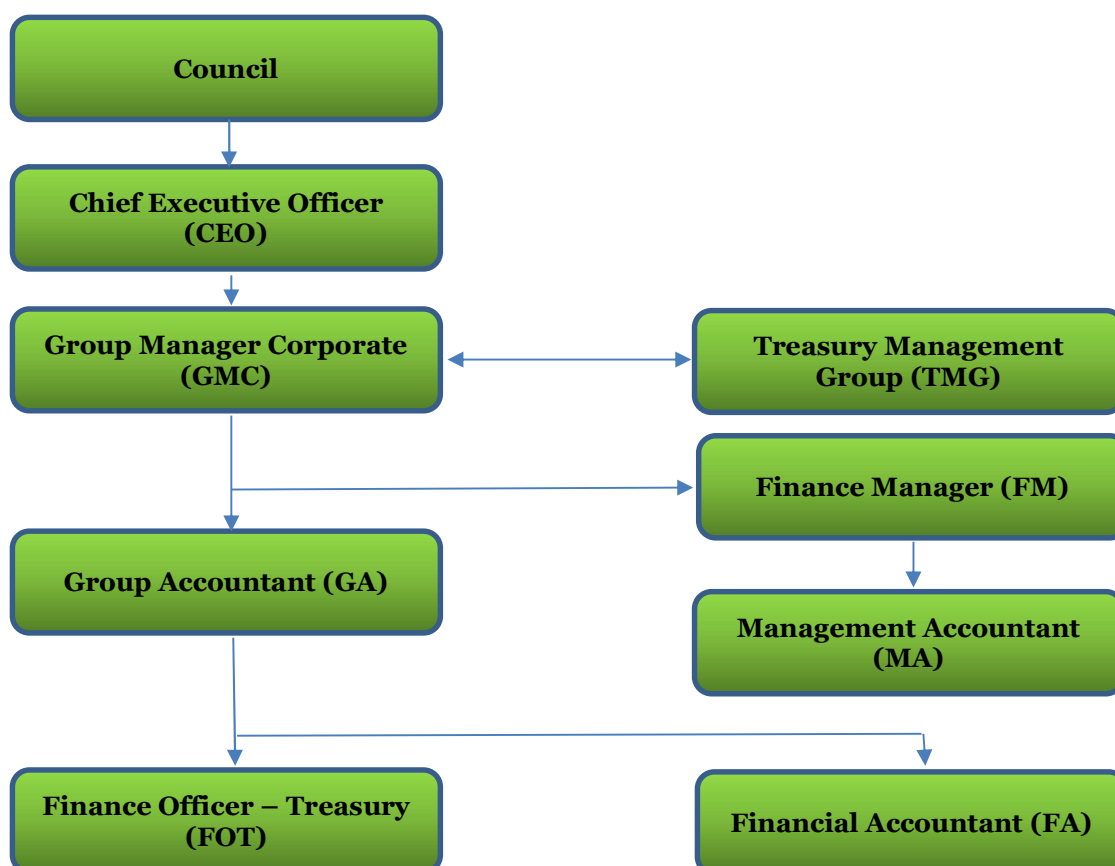 Council
Chief Executive Officer
(CEO)
Group Manager Corporate
(GMC)
Treasury Management
Group (TMG)
Finance Manager (FM)
Group Accountant (GA)
Management Accountant
(MA)
Finance Officer – Treasury
(FOT)
Financial Accountant (FA)